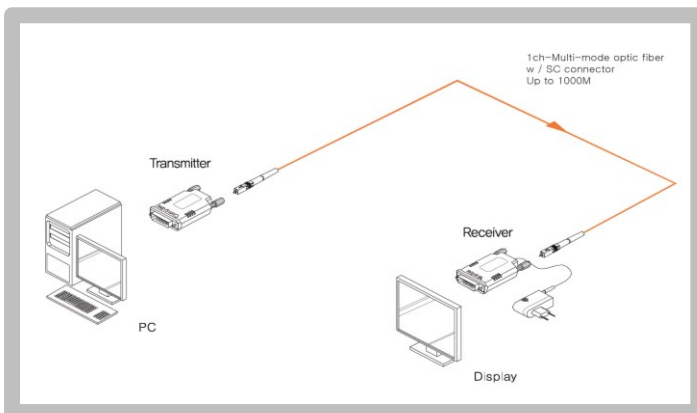 1ch-Multi-mode optic fiber
w / SC connector
Up to 1000M
Transmitter
Receiver
PC
Display